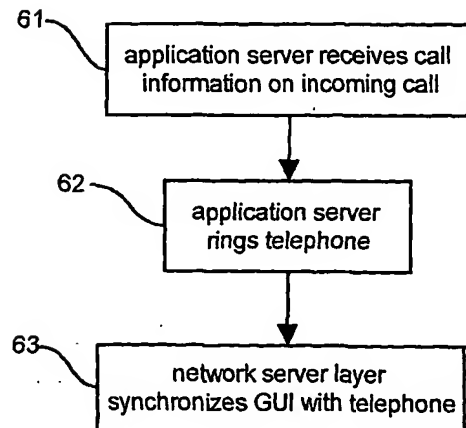 61
application server receives call
information on incoming call
62
application server
rings telephone
63
network server layer
synchronizes GUI with telephone